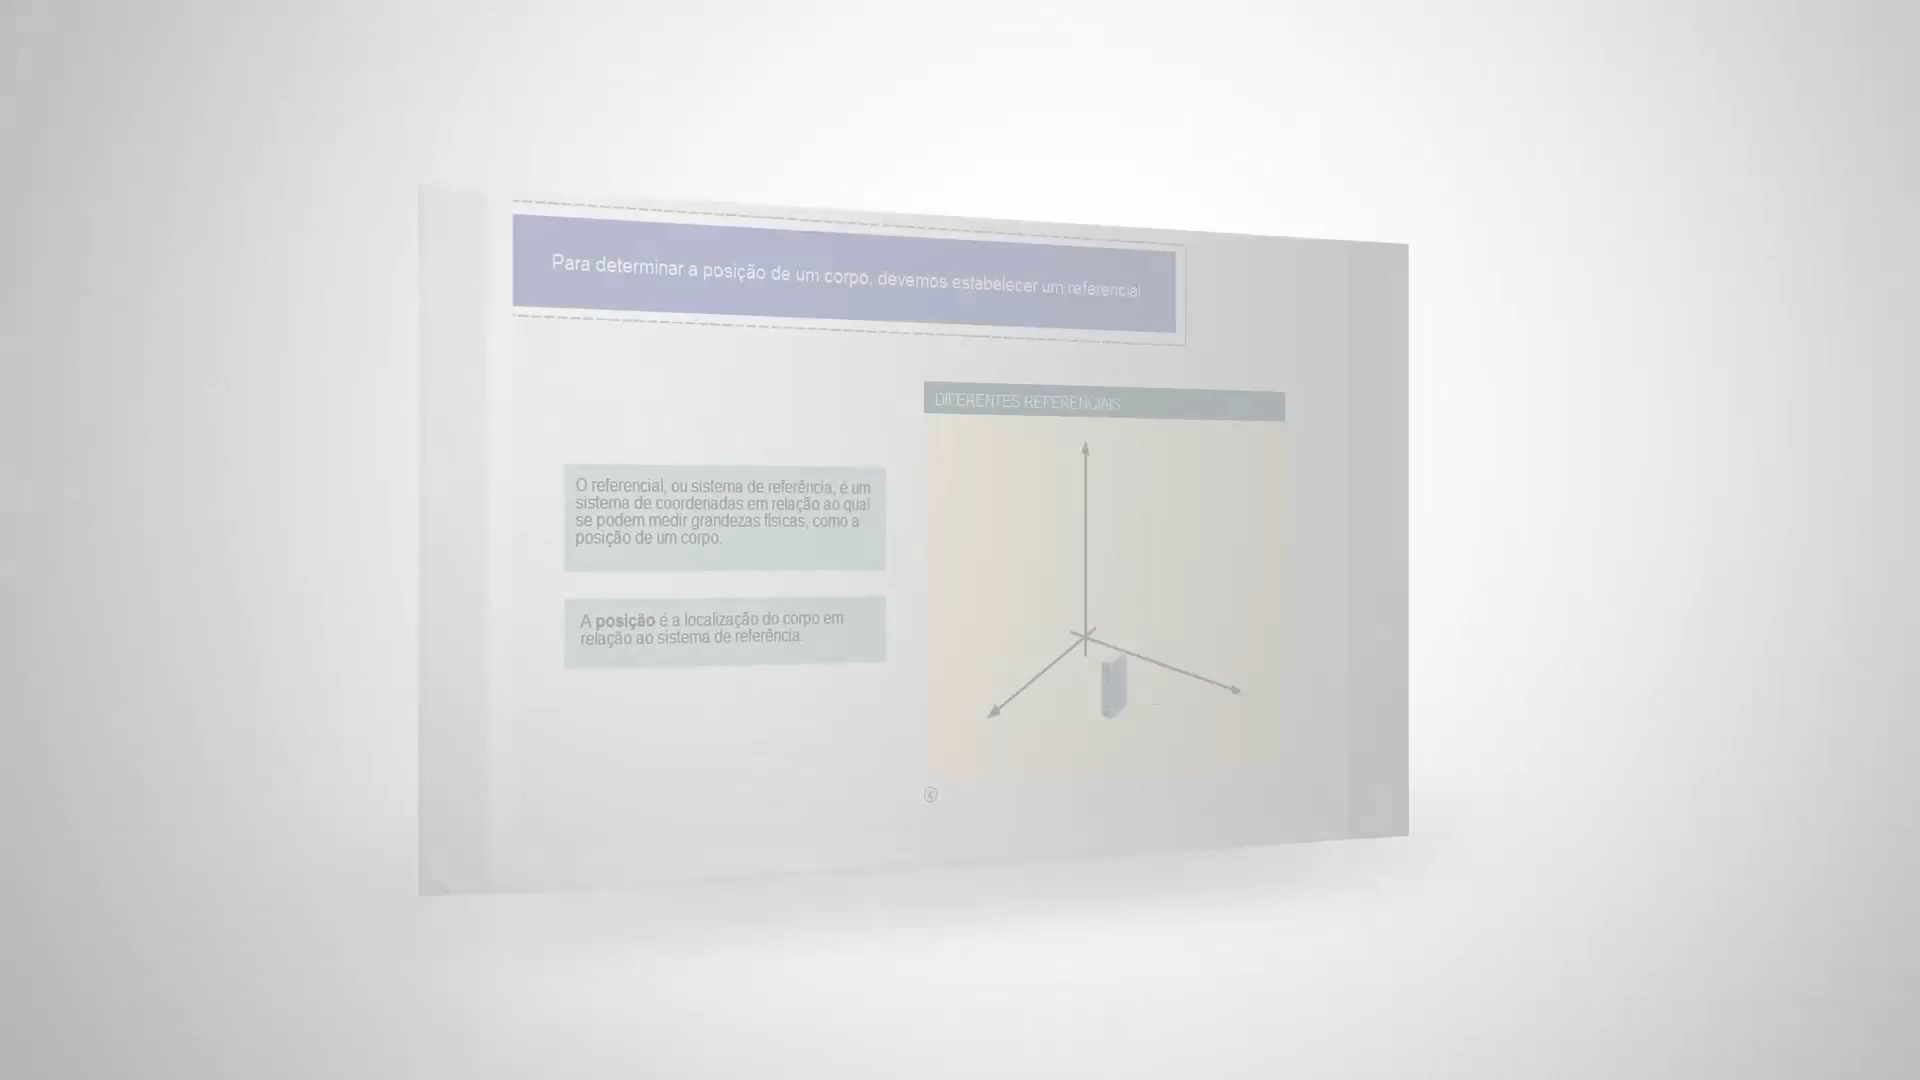 Para determinar a posição de um corpo, devemos estabelecer um referencial
DIFERENTES REFERENCIAIS
O referencial, ou sistema de referência, é um
sistema de coordenadas em relação ao qual
se podem medir grandezas físicas, como a
posição de um corpo.
A posição é a localização do corpo em
relação ao sistema de referência.